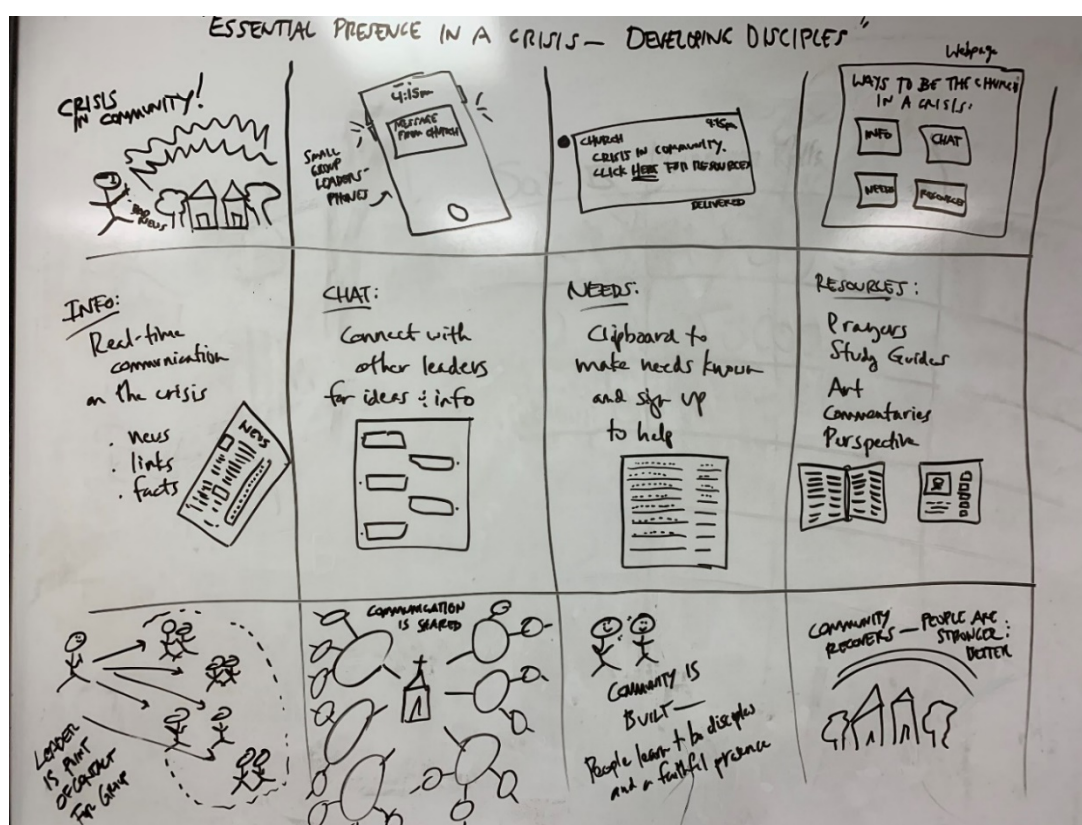 "ESSENTIAL PRESENCE IN A CRISIS — DEVELOPING DISCIPLES"
CRISIS
IN COMMUNITY!
BAD
NEWS
4:15pm
MESSAGE
FROM CHURCH
SMALL
GROUP
LEADERS'
PHONES
CHURCH
4:15pm
CRISIS IN COMMUNITY.
CLICK HERE FOR RESOURCES
DELIVERED
Webpage
WAYS TO BE THE CHURCH
IN A CRISIS:
INFO
CHAT
NEEDS
RESOURCES
INFO:
Real-time
communication
on the crisis
. news
. links
. facts
NEWS
CHAT:
Connect with
other leaders
for ideas & info
NEEDS:
Clipboard to
make needs known
and sign up
to help
RESOURCES:
Prayers
Study Guides
Art
Commentaries
Perspective
LEADER
IS POINT
OF CONTACT
FOR GROUP
COMMUNICATION
IS SHARED
COMMUNITY IS
BUILT—
People learn to be disciples
and a faithful presence
COMMUNITY
RECOVERS — PEOPLE ARE
STRONGER &
BETTER